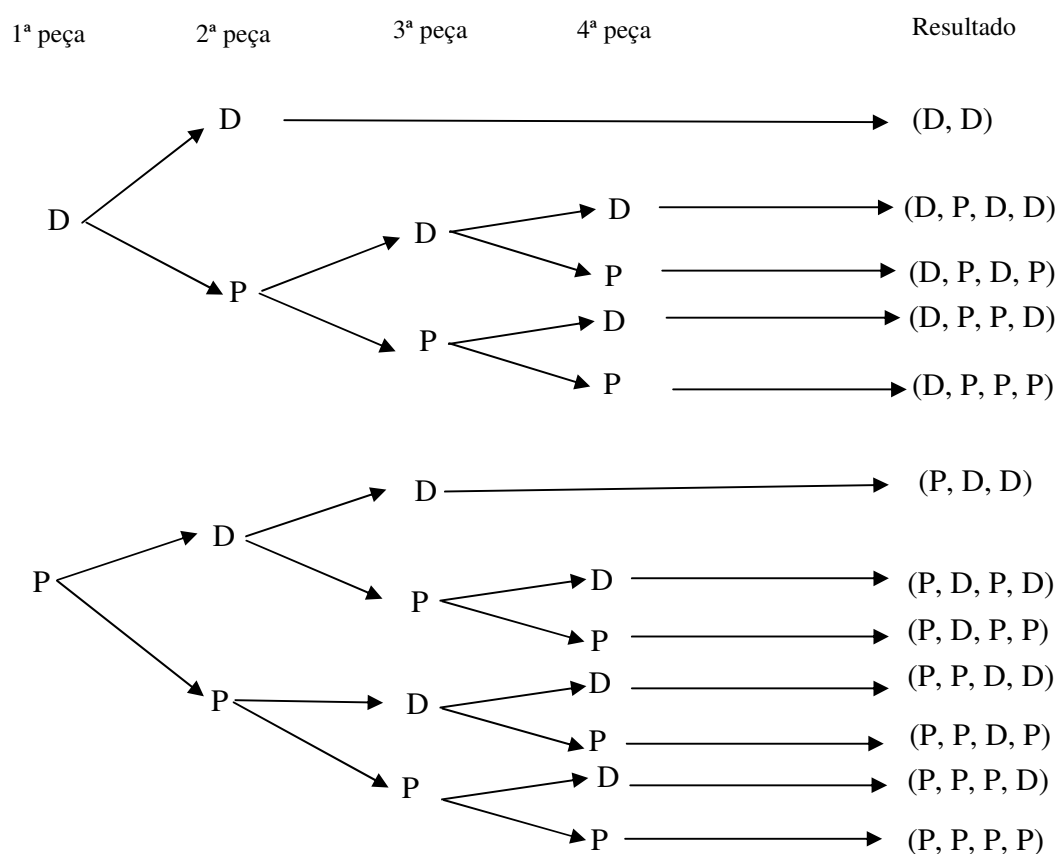 1ª peça 2ª peça 3ª peça 4ª peça Resultado
D (D, D)
D D D (D, P, D, D)
P P (D, P, D, P)
P D (D, P, P, D)
P (D, P, P, P)
D (P, D, D)
D
P P D (P, D, P, D)
P (P, D, P, P)
P D D (P, P, D, D)
P (P, P, D, P)
P D (P, P, P, D)
P (P, P, P, P)